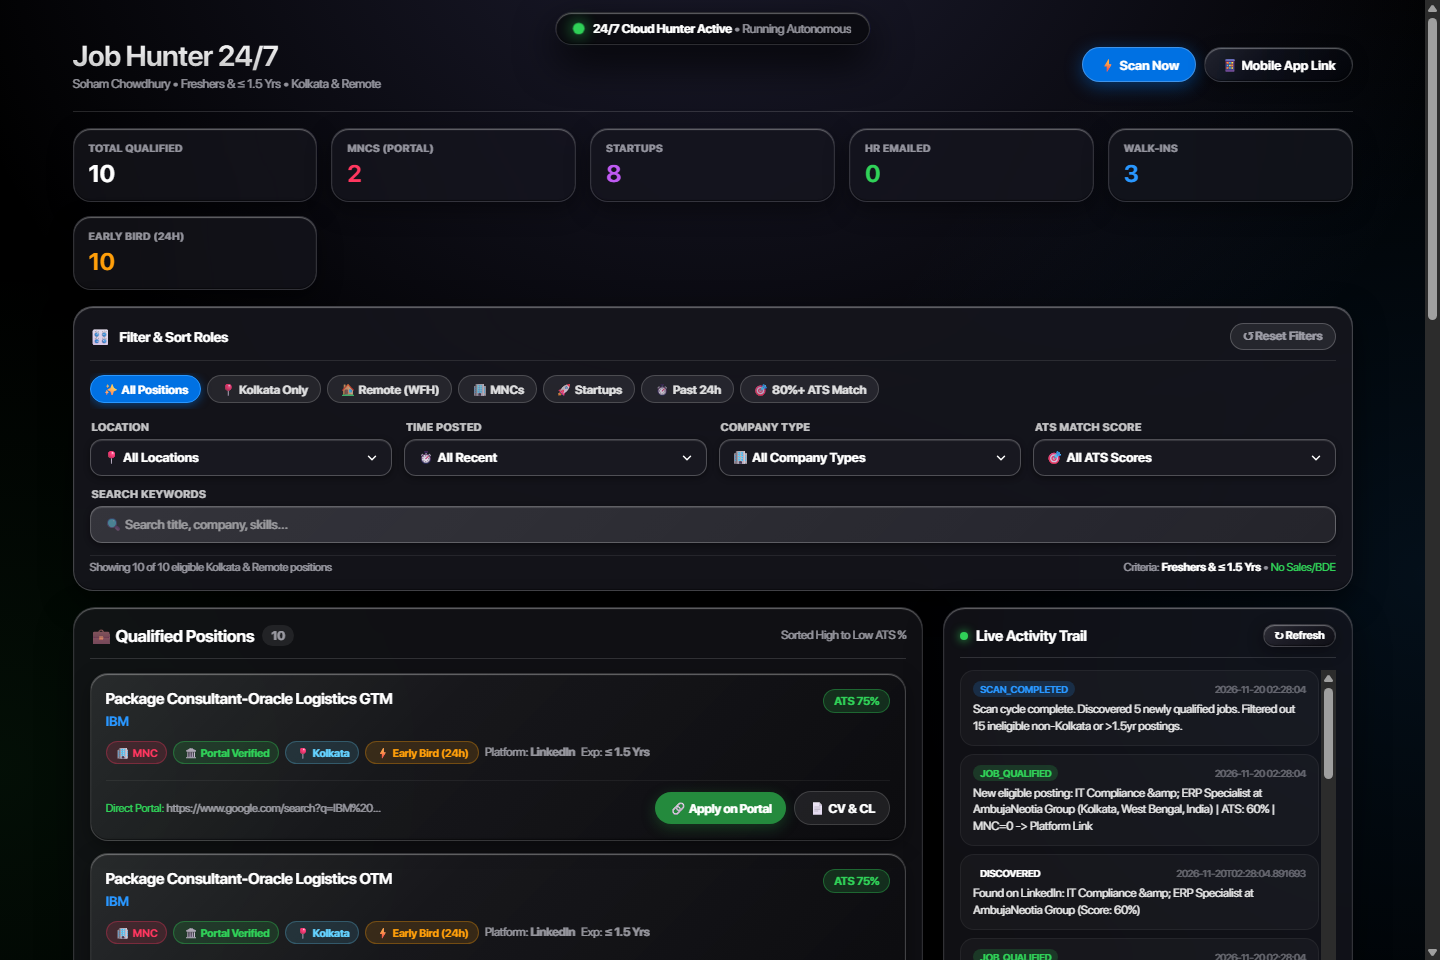 24/7 Cloud Hunter Active • Running Autonomous
Job Hunter 24/7
Soham Chowdhury • Freshers & ≤ 1.5 Yrs • Kolkata & Remote
Scan Now
Mobile App Link
TOTAL QUALIFIED
10
MNCS (PORTAL)
2
STARTUPS
8
HR EMAILED
0
WALK-INS
3
EARLY BIRD (24H)
10
Filter & Sort Roles
↺ Reset Filters
All Positions
Kolkata Only
Remote (WFH)
MNCs
Startups
Past 24h
80%+ ATS Match
LOCATION
All Locations
TIME POSTED
All Recent
COMPANY TYPE
All Company Types
ATS MATCH SCORE
All ATS Scores
SEARCH KEYWORDS
Search title, company, skills...
Showing 10 of 10 eligible Kolkata & Remote positions
Criteria: Freshers & ≤ 1.5 Yrs • No Sales/BDE
Qualified Positions 10
Sorted High to Low ATS %
Package Consultant-Oracle Logistics GTM
ATS 75%
IBM
MNC
Portal Verified
Kolkata
Early Bird (24h)
Platform: LinkedIn Exp: ≤ 1.5 Yrs
Direct Portal: https://www.google.com/search?q=IBM%20...
Apply on Portal
CV & CL
Package Consultant-Oracle Logistics OTM
ATS 75%
IBM
MNC
Portal Verified
Kolkata
Early Bird (24h)
Platform: LinkedIn Exp: ≤ 1.5 Yrs
Live Activity Trail
↻ Refresh
SCAN_COMPLETED 2026-11-20 02:28:04
Scan cycle complete. Discovered 5 newly qualified jobs. Filtered out
15 ineligible non-Kolkata or >1.5yr postings.
JOB_QUALIFIED 2026-11-20 02:28:04
New eligible posting: IT Compliance &amp; ERP Specialist at
AmbujaNeotia Group (Kolkata, West Bengal, India) | ATS: 60% |
MNC=0 -> Platform Link
DISCOVERED 2026-11-20T02:28:04.891693
Found on LinkedIn: IT Compliance &amp; ERP Specialist at
AmbujaNeotia Group (Score: 60%)
JOB_QUALIFIED 2026-11-20 02:28:04